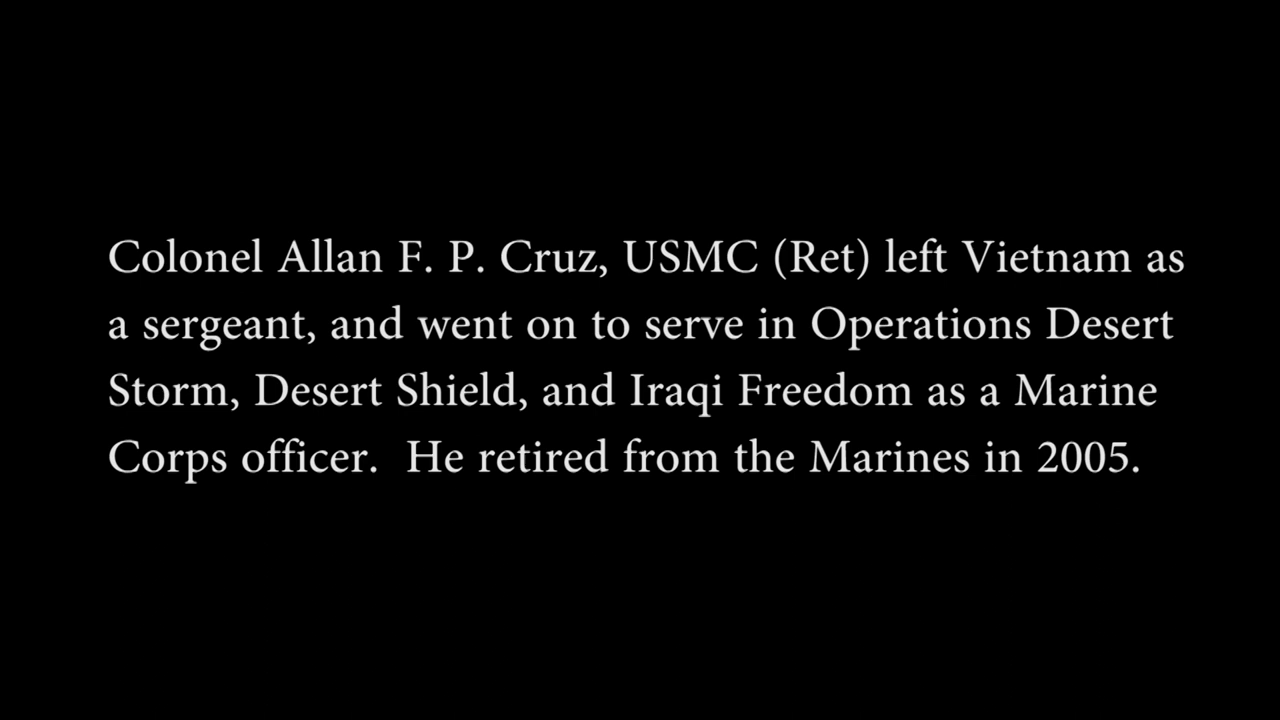 Colonel Allan F. P. Cruz, USMC (Ret) left Vietnam as
a sergeant, and went on to serve in Operations Desert
Storm, Desert Shield, and Iraqi Freedom as a Marine
Corps officer.  He retired from the Marines in 2005.